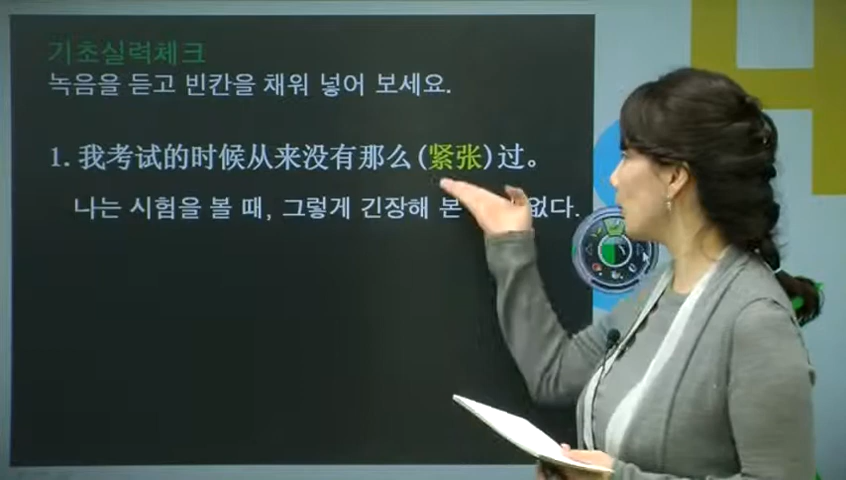 기초실력체크
녹음을 듣고 빈칸을 채워 넣어 보세요.
1. 我考试的时候从来没有那么(紧张)过。
나는 시험을 볼 때, 그렇게 긴장해 본 없다.